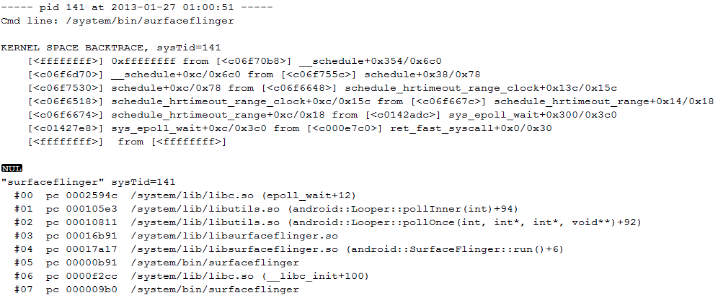 ----- pid 141 at 2013-01-27 01:00:51 -----
Cmd line: /system/bin/surfaceflinger
KERNEL SPACE BACKTRACE, sysTid=141
[<ffffffff>] 0xffffffff from [<c06f70b8>] __schedule+0x354/0x6c0
[<c06f6d70>] __schedule+0xc/0x6c0 from [<c06f755c>] schedule+0x38/0x78
[<c06f7530>] schedule+0xc/0x78 from [<c06f6648>] schedule_hrtimeout_range_clock+0x13c/0x15c
[<c06f6518>] schedule_hrtimeout_range_clock+0xc/0x15c from [<c06f667c>] schedule_hrtimeout_range+0x14/0x18
[<c06f6674>] schedule_hrtimeout_range+0xc/0x18 from [<c0142adc>] sys_epoll_wait+0x300/0x3c0
[<c01427e8>] sys_epoll_wait+0xc/0x3c0 from [<c000e7c0>] ret_fast_syscall+0x0/0x30
[<ffffffff>] from [<ffffffff>]
NUL
"surfaceflinger" sysTid=141
#00 pc 0002594c /system/lib/libc.so (epoll_wait+12)
#01 pc 000105e3 /system/lib/libutils.so (android::Looper::pollInner(int)+94)
#02 pc 00010811 /system/lib/libutils.so (android::Looper::pollOnce(int, int*, int*, void**)+92)
#03 pc 00016b91 /system/lib/libsurfaceflinger.so
#04 pc 00017a17 /system/lib/libsurfaceflinger.so (android::SurfaceFlinger::run()+6)
#05 pc 00000b91 /system/bin/surfaceflinger
#06 pc 0000f2cc /system/lib/libc.so (__libc_init+100)
#07 pc 000009b0 /system/bin/surfaceflinger